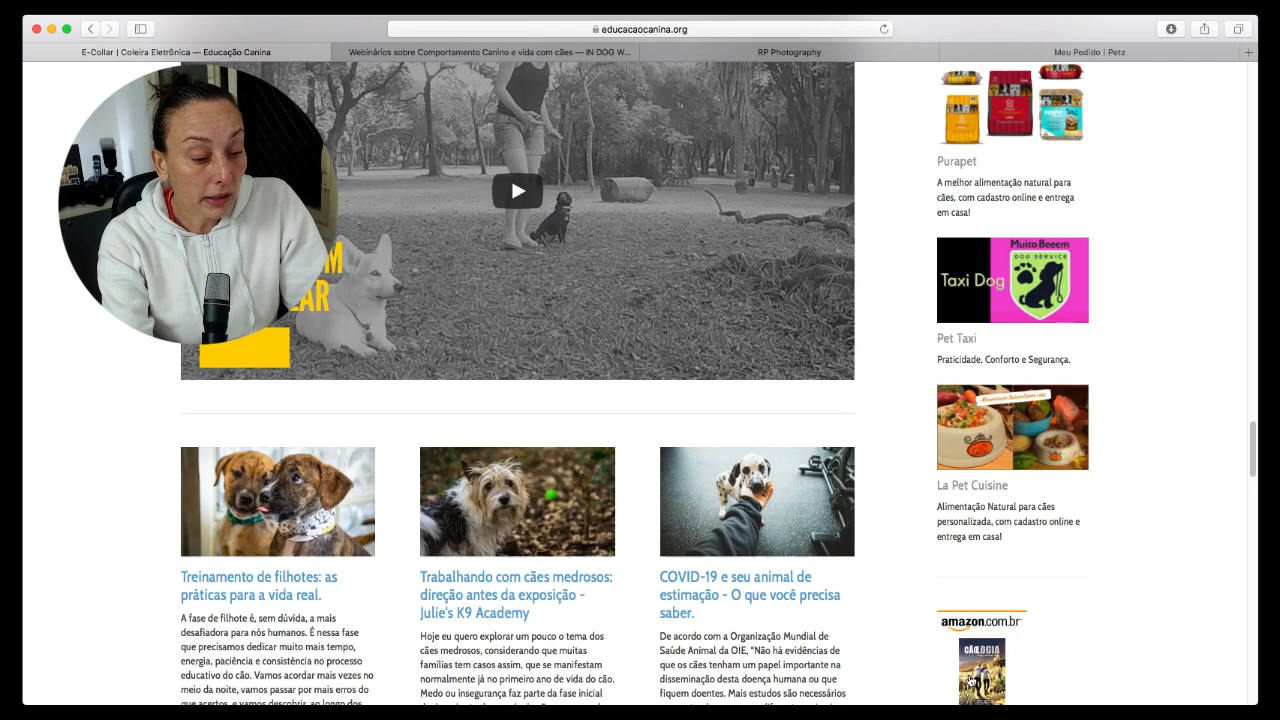 educacaocanina.org
E-Collar | Coleira Eletrônica — Educação Canina
Webinários sobre Comportamento Canino e vida com cães — IN DOG W...
RP Photography
Meu Pedido | Petz
Purapet
A melhor alimentação natural para
cães, com cadastro online e entrega
em casa!
Muito Beeem
DOG SERVICE
Taxi Dog
Pet Taxi
Praticidade, Conforto e Segurança.
Alimentação Natural para cães
La Pet Cuisine
Alimentação Natural para cães
personalizada, com cadastro online e
entrega em casa!
amazon.com.br
CÃOLOGIA
Treinamento de filhotes: as
práticas para a vida real.
A fase de filhote é, sem dúvida, a mais
desafiadora para nós humanos. É nessa fase
que precisamos dedicar muito mais tempo,
energia, paciência e consistência no processo
educativo do cão. Vamos acordar mais vezes no
meio da noite, vamos passar por mais erros do
que acertos, e vamos descobrir, ao longo dos
Trabalhando com cães medrosos:
direção antes da exposição -
Julie's K9 Academy
Hoje eu quero explorar um pouco o tema dos
cães medrosos, considerando que muitas
famílias tem casos assim, que se manifestam
normalmente já no primeiro ano de vida do cão.
Medo ou insegurança faz parte da fase inicial
COVID-19 e seu animal de
estimação - O que você precisa
saber.
De acordo com a Organização Mundial de
Saúde Animal da OIE, "Não há evidências de
que os cães tenham um papel importante na
disseminação desta doença humana ou que
fiquem doentes. Mais estudos são necessários